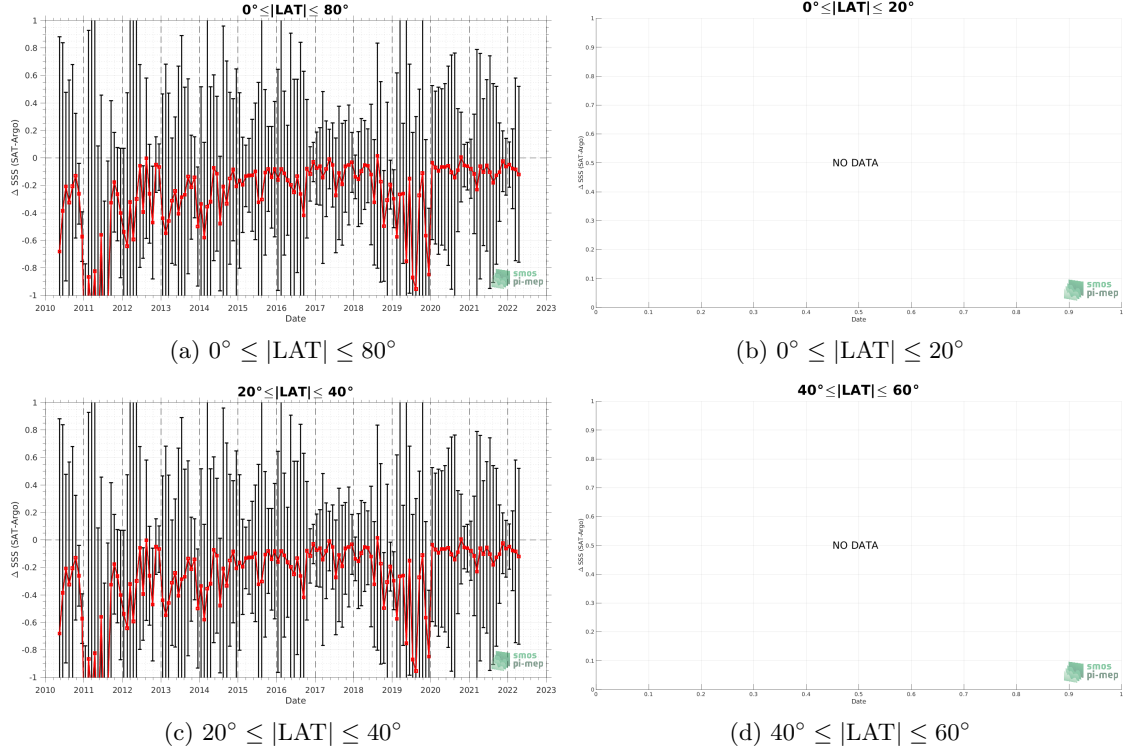 0°≤|LAT|≤ 80°
1
0.8
0.6
0.4
0.2
0
-0.2
-0.4
-0.6
-0.8
-1
Δ SSS (SAT-Argo)
2010 2011 2012 2013 2014 2015 2016 2017 2018 2019 2020 2021 2022 2023
Date
smos
pi-mep
(a) 0° ≤ |LAT| ≤ 80°
0°≤|LAT|≤ 20°
1
0.9
0.8
0.7
0.6
0.5
0.4
0.3
0.2
0.1
0
Δ SSS (SAT-Argo)
NO DATA
0 0.1 0.2 0.3 0.4 0.5 0.6 0.7 0.8 0.9 1
Date
smos
pi-mep
(b) 0° ≤ |LAT| ≤ 20°
20°≤|LAT|≤ 40°
1
0.8
0.6
0.4
0.2
0
-0.2
-0.4
-0.6
-0.8
-1
Δ SSS (SAT-Argo)
2010 2011 2012 2013 2014 2015 2016 2017 2018 2019 2020 2021 2022 2023
Date
smos
pi-mep
(c) 20° ≤ |LAT| ≤ 40°
40°≤|LAT|≤ 60°
1
0.9
0.8
0.7
0.6
0.5
0.4
0.3
0.2
0.1
0
Δ SSS (SAT-Argo)
NO DATA
0 0.1 0.2 0.3 0.4 0.5 0.6 0.7 0.8 0.9 1
Date
smos
pi-mep
(d) 40° ≤ |LAT| ≤ 60°